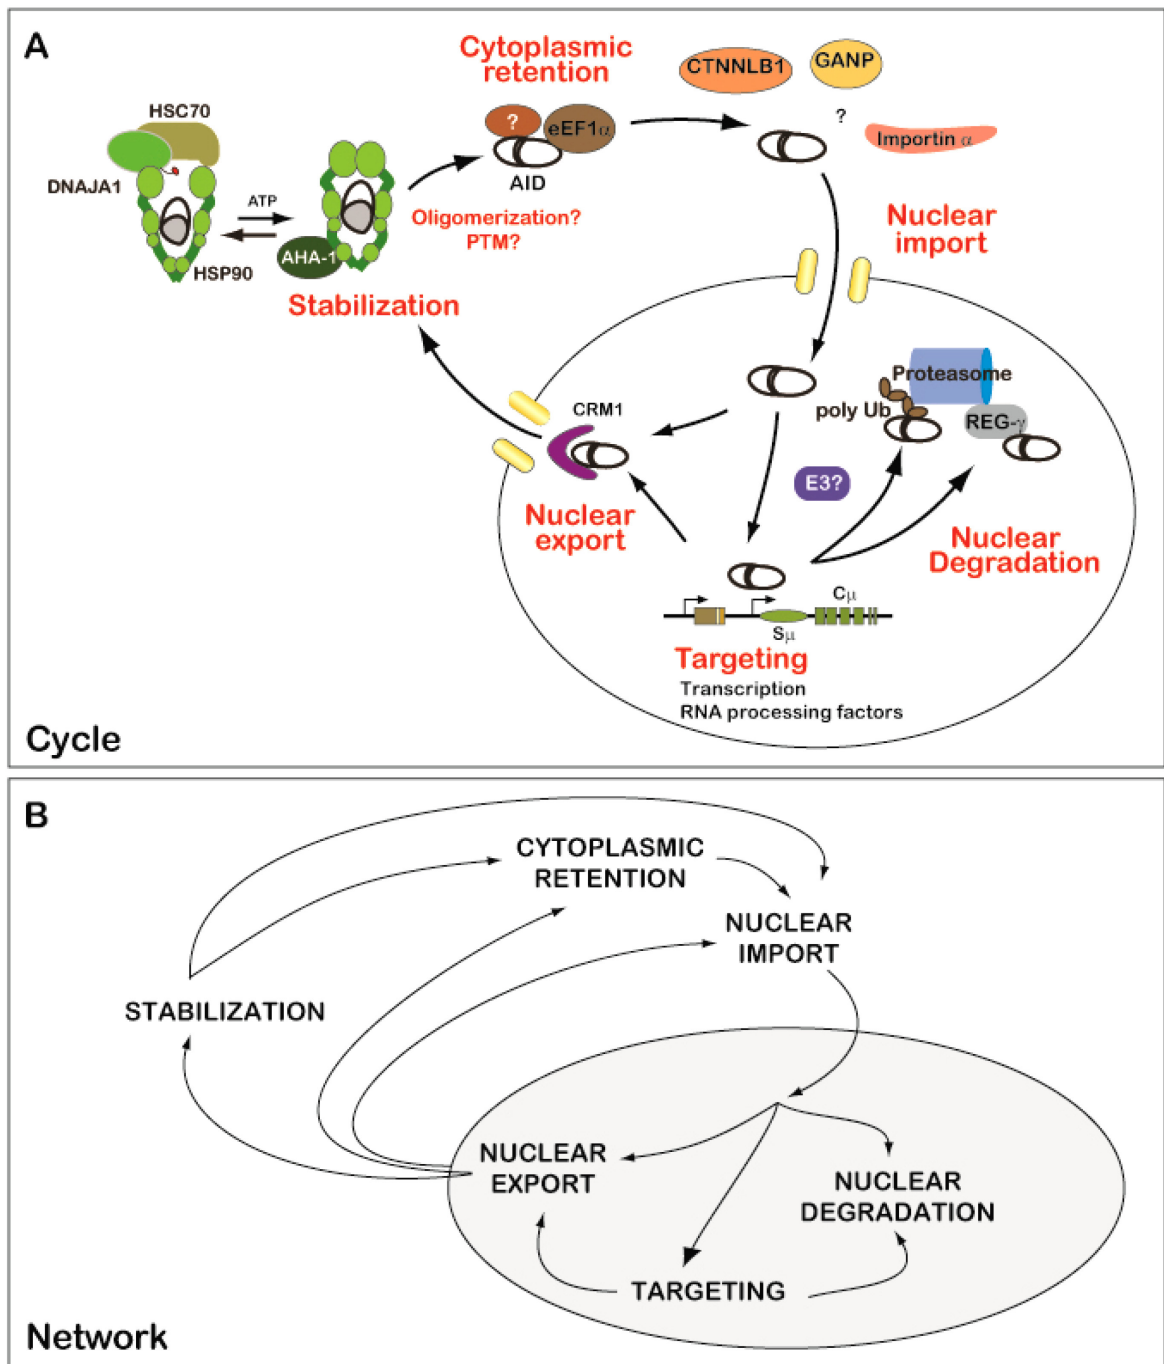 A
Cytoplasmic
retention
CTNNLB1
GANP
HSC70
?
eEF1α
?
Importin α
DNAJA1
AID
ATP
Oligomerization?
PTM?
Nuclear
import
AHA-1
HSP90
Stabilization
Proteasome
CRM1
poly Ub
REG-γ
E3?
Nuclear
export
Nuclear
Degradation
Cμ
Sμ
Targeting
Transcription
RNA processing factors
Cycle
B
CYTOPLASMIC
RETENTION
NUCLEAR
IMPORT
STABILIZATION
NUCLEAR
EXPORT
NUCLEAR
DEGRADATION
TARGETING
Network